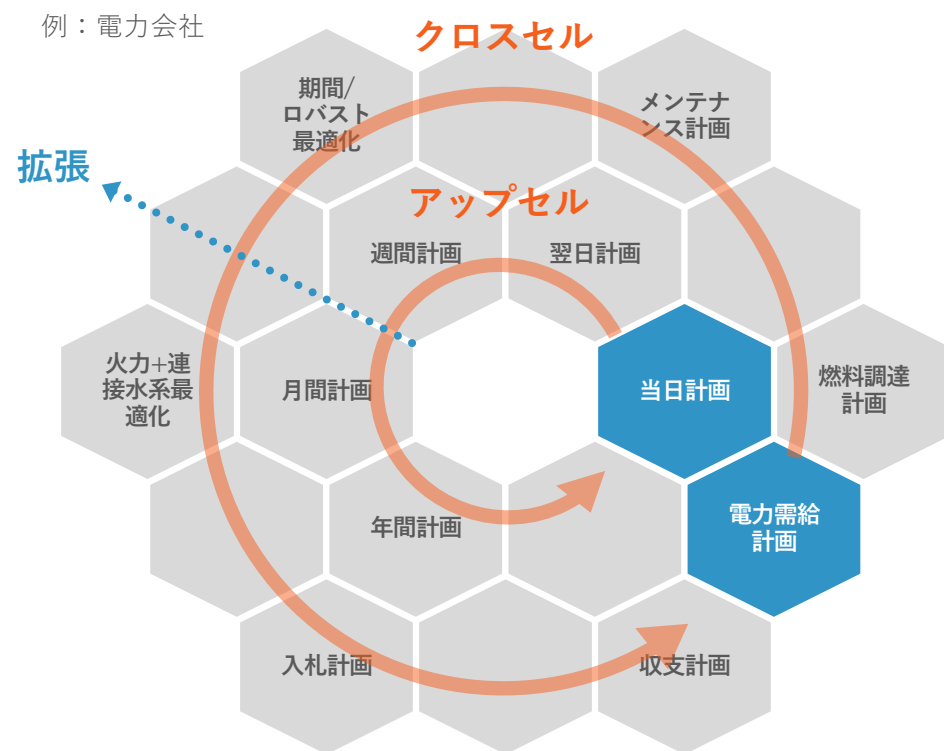 例：電力会社
クロスセル
期間/
ロバスト
最適化
メンテナ
ンス計画
拡張
アップセル
週間計画
翌日計画
火力+連
接水系最
適化
月間計画
当日計画
燃料調達
計画
年間計画
電力需給
計画
入札計画
収支計画